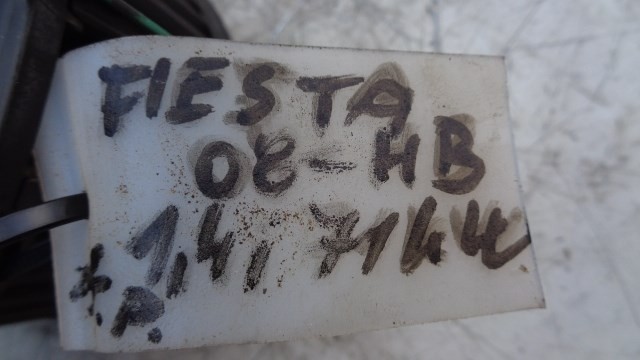 FIESTA
08-HB
1,4i 71kW
t.P.